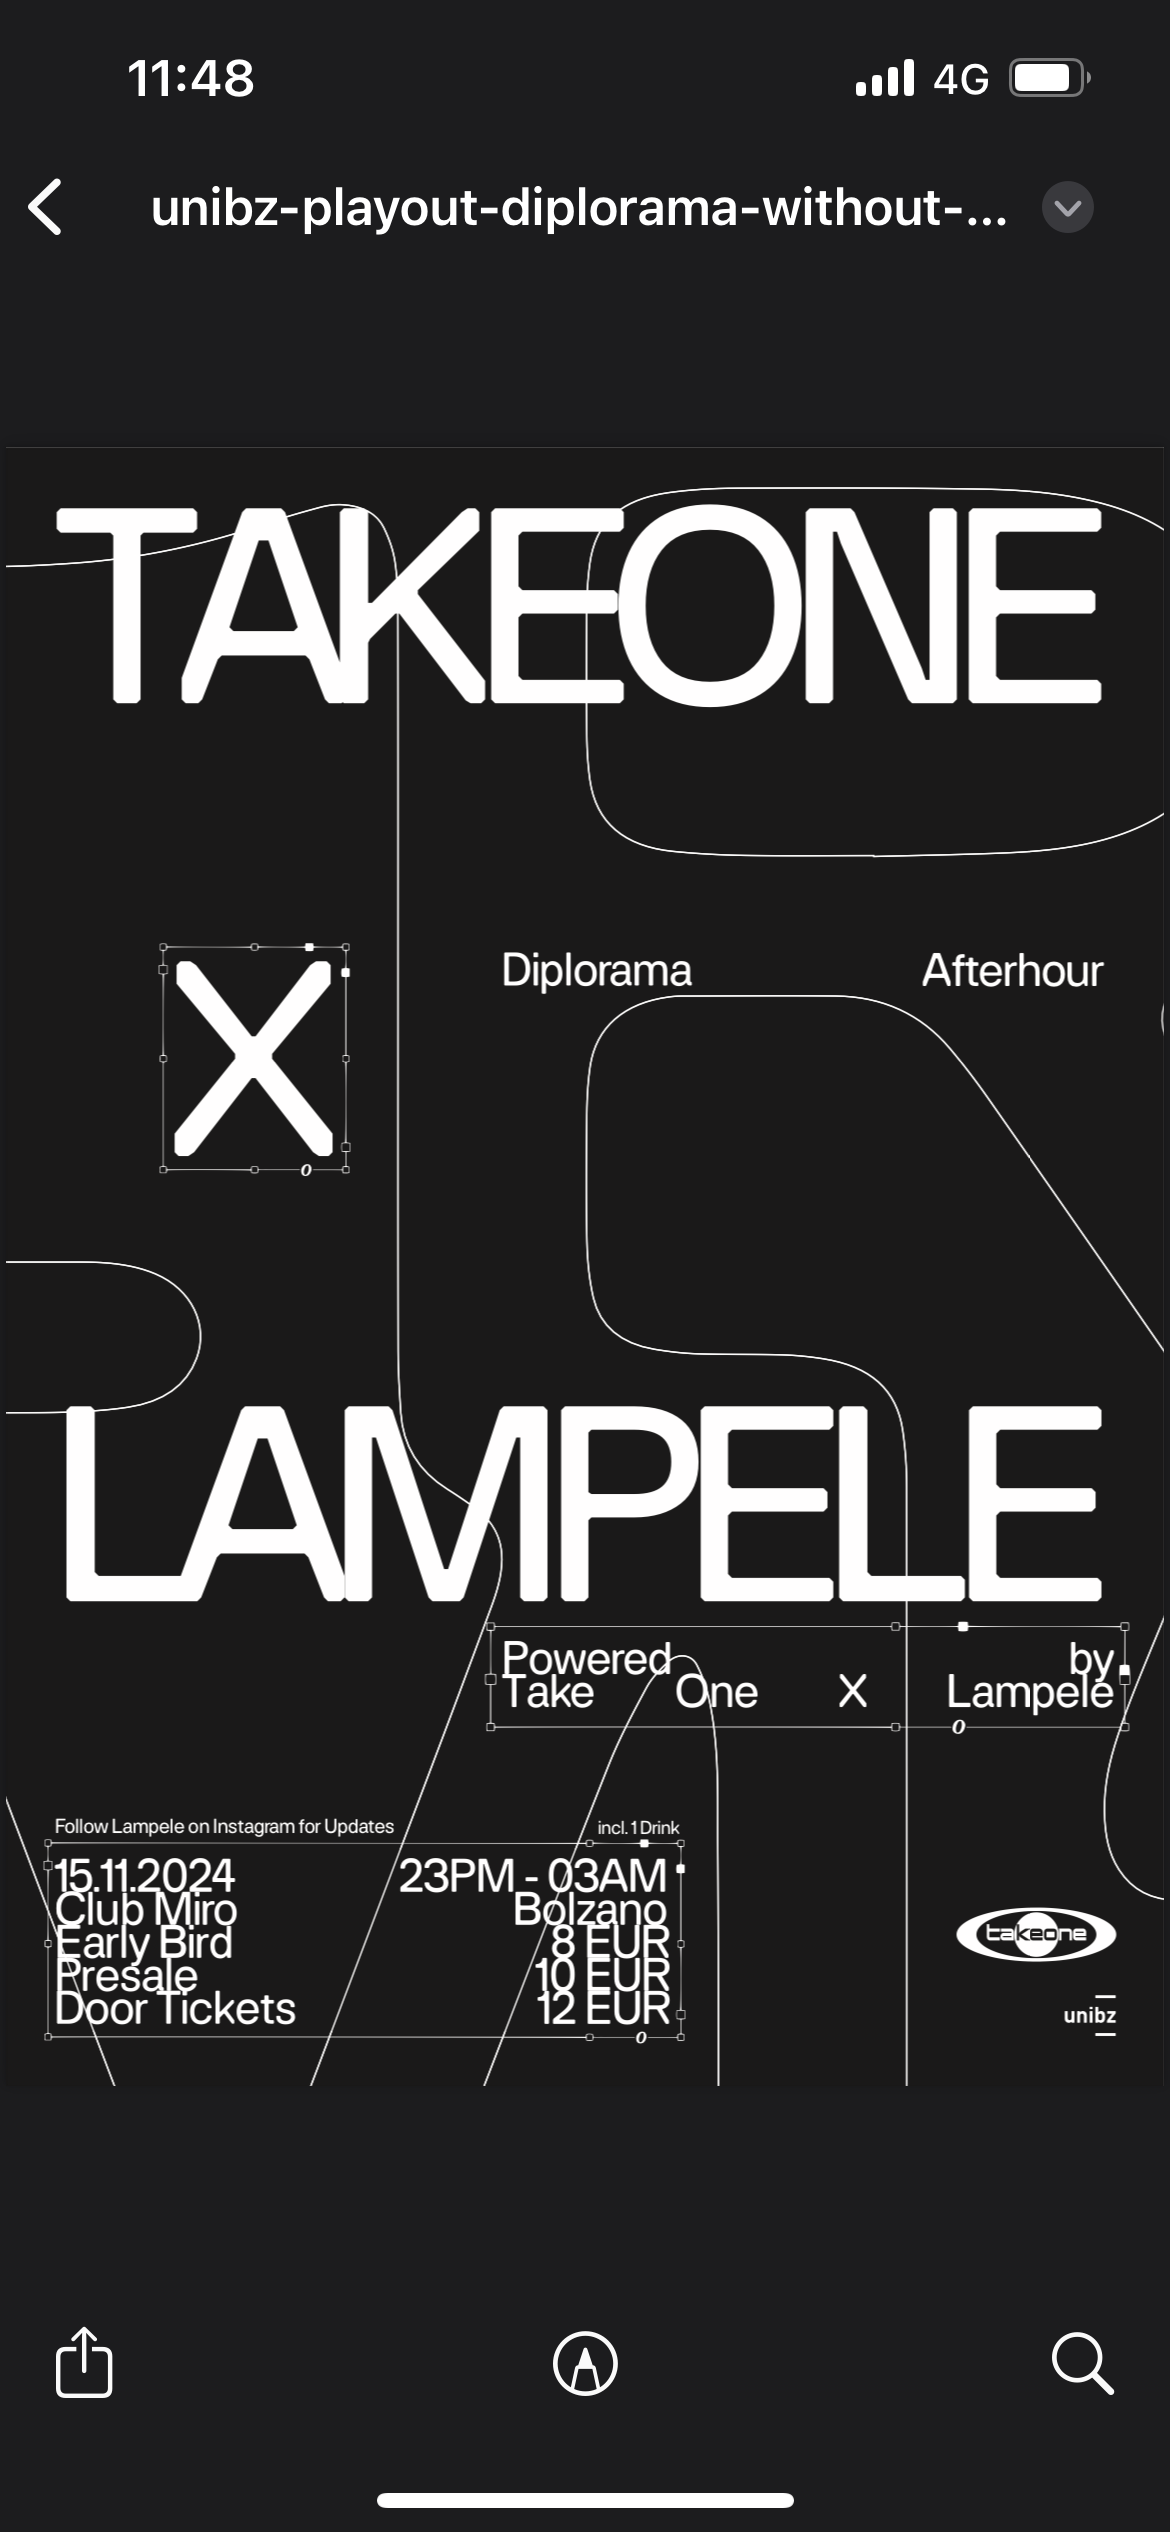 11:48
4G
unibz-playout-diplorama-without-...
TAKEONE
X
Diplorama Afterhour
LAMPELE
Powered by
Take One X Lampele
Follow Lampele on Instagram for Updates incl. 1 Drink
15.11.2024 23PM - 03AM
Club Miro Bolzano
Early Bird 8 EUR
Presale 10 EUR
Door Tickets 12 EUR
takeone
unibz